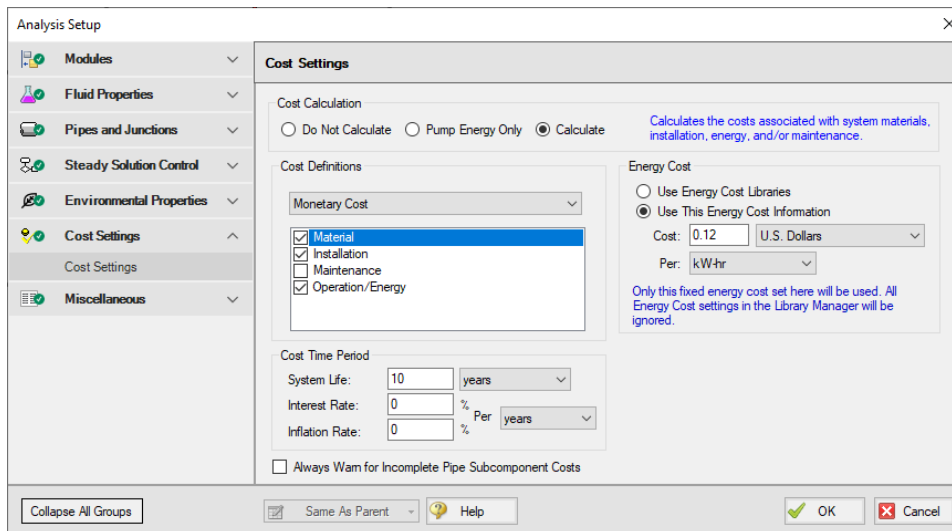 Analysis Setup
Modules
Fluid Properties
Pipes and Junctions
Steady Solution Control
Environmental Properties
Cost Settings
Cost Settings
Miscellaneous
Collapse All Groups
Cost Settings
Cost Calculation
Do Not Calculate
Pump Energy Only
Calculate
Calculates the costs associated with system materials,
installation, energy, and/or maintenance.
Cost Definitions
Monetary Cost
Material
Installation
Maintenance
Operation/Energy
Energy Cost
Use Energy Cost Libraries
Use This Energy Cost Information
Cost: 0.12 U.S. Dollars
Per: kW-hr
Only this fixed energy cost set here will be used. All
Energy Cost settings in the Library Manager will be
ignored.
Cost Time Period
System Life: 10 years
Interest Rate: 0 %
Per years
Inflation Rate: 0 %
Always Warn for Incomplete Pipe Subcomponent Costs
Same As Parent
Help
OK
Cancel